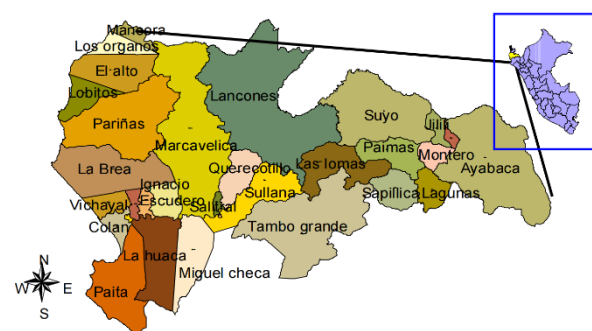 Mancora
Los organos
El alto
Lobitos
Pariñas
Lancones
Marcavelica
Suyo
Jilili
Paimas
Montero
Ayabaca
La Brea
Querecotillo
Las lomas
Ignacio
Escudero
Sullana
Sapillica
Lagunas
Vichayal
Salitral
Colan
Tambo grande
La huaca
Miguel checa
Paita
N
W
E
S